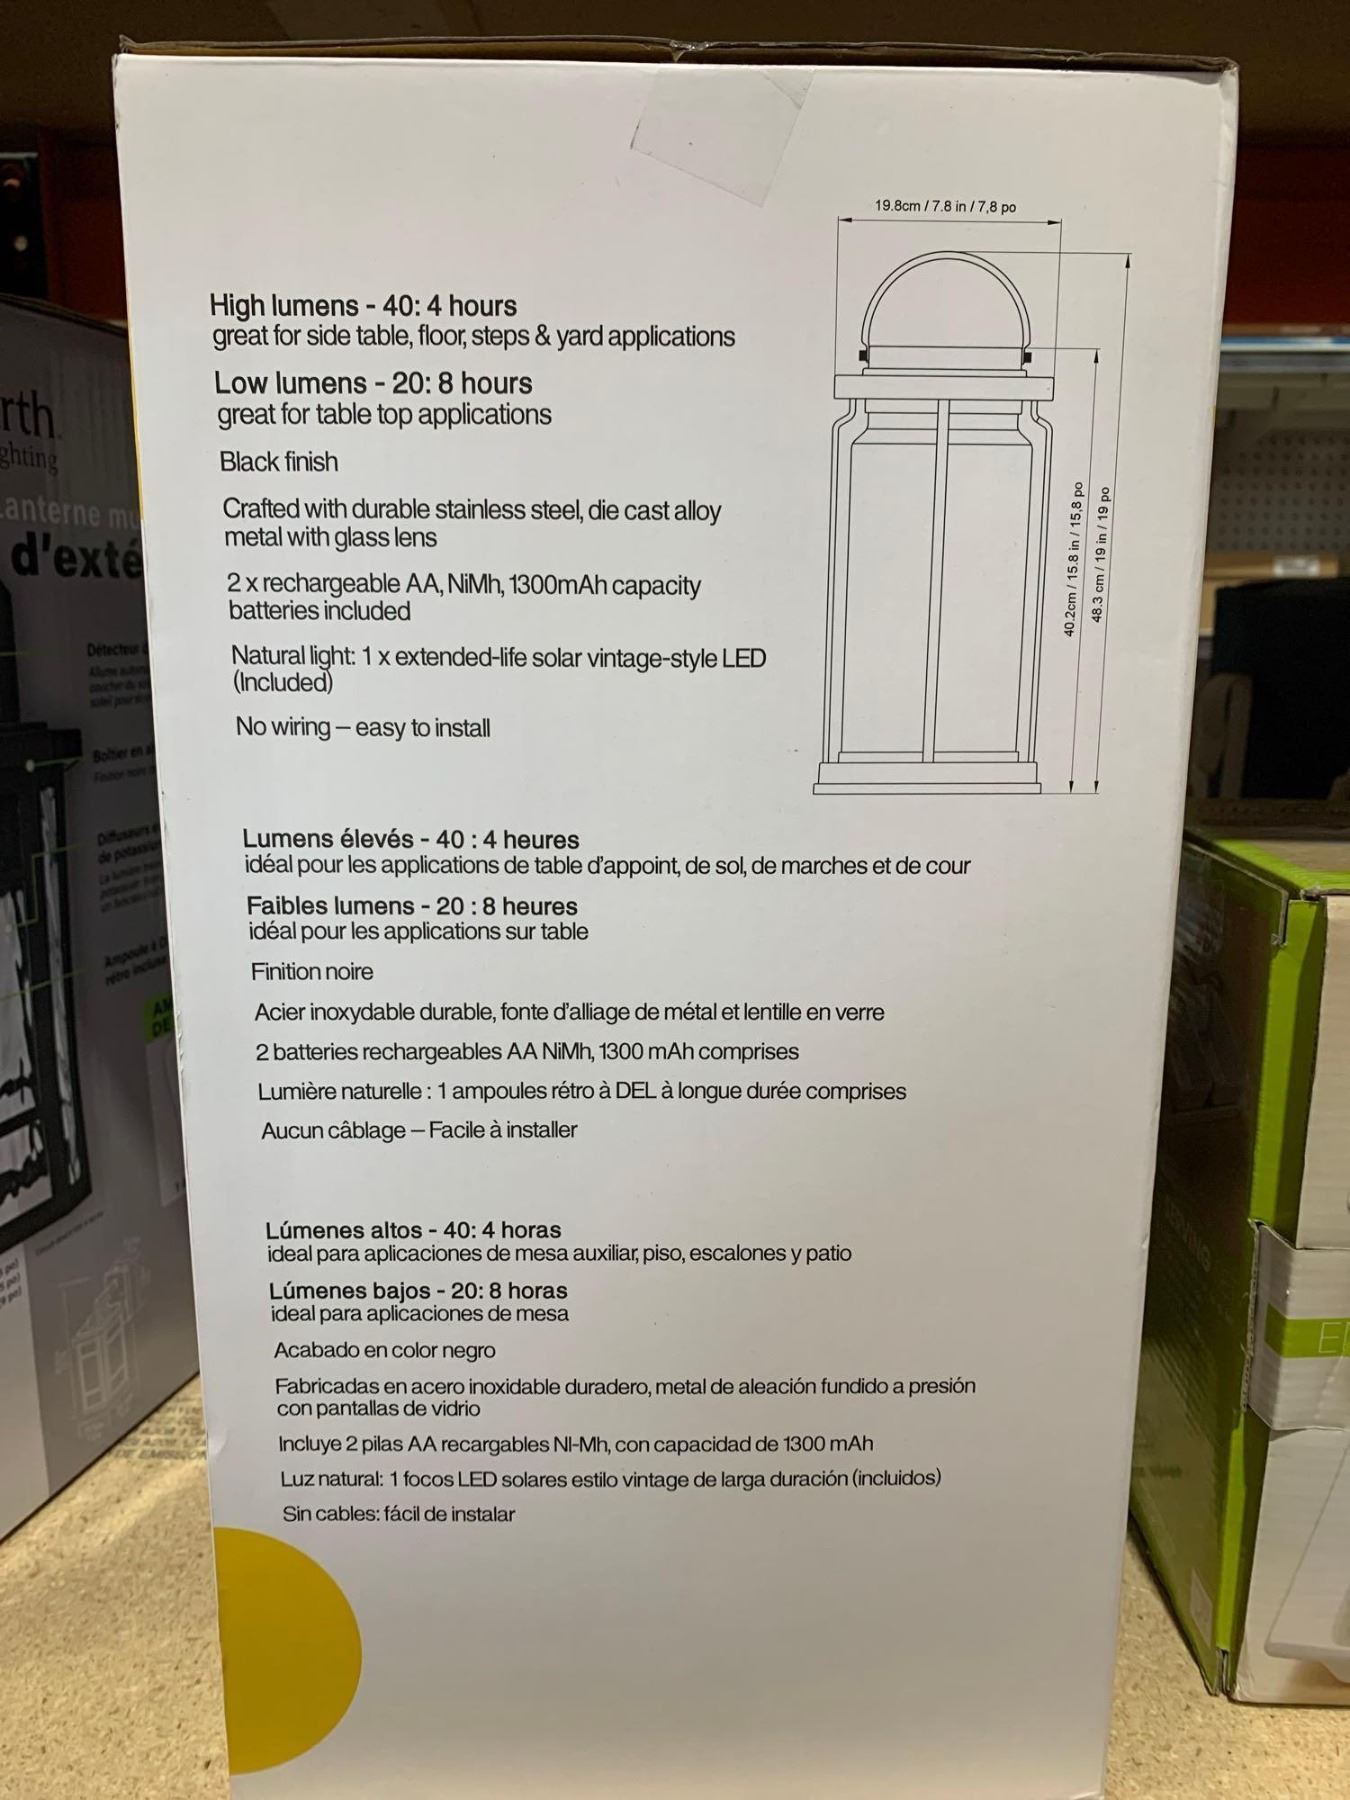 19.8cm / 7.8 in / 7,8 po
40.2cm / 15.8 in / 15,8 po
48.3 cm / 19 in / 19 po
High lumens - 40: 4 hours
great for side table, floor, steps & yard applications
Low lumens - 20: 8 hours
great for table top applications
Black finish
Crafted with durable stainless steel, die cast alloy
metal with glass lens
2 x rechargeable AA, NiMh, 1300mAh capacity
batteries included
Natural light: 1 x extended-life solar vintage-style LED
(Included)
No wiring – easy to install
Lumens élevés - 40 : 4 heures
idéal pour les applications de table d'appoint, de sol, de marches et de cour
Faibles lumens - 20 : 8 heures
idéal pour les applications sur table
Finition noire
Acier inoxydable durable, fonte d'alliage de métal et lentille en verre
2 batteries rechargeables AA NiMh, 1300 mAh comprises
Lumière naturelle : 1 ampoules rétro à DEL à longue durée comprises
Aucun câblage – Facile à installer
Lúmenes altos - 40: 4 horas
ideal para aplicaciones de mesa auxiliar, piso, escalones y patio
Lúmenes bajos - 20: 8 horas
ideal para aplicaciones de mesa
Acabado en color negro
Fabricadas en acero inoxidable duradero, metal de aleación fundido a presión
con pantallas de vidrio
Incluye 2 pilas AA recargables NI-Mh, con capacidad de 1300 mAh
Luz natural: 1 focos LED solares estilo vintage de larga duración (incluidos)
Sin cables: fácil de instalar
rth
ghting
anterne mu
d'exté
Détecteur
Boîtier en a
Diffuseurs
de potassiu
Ampoule à D
rétro incluse